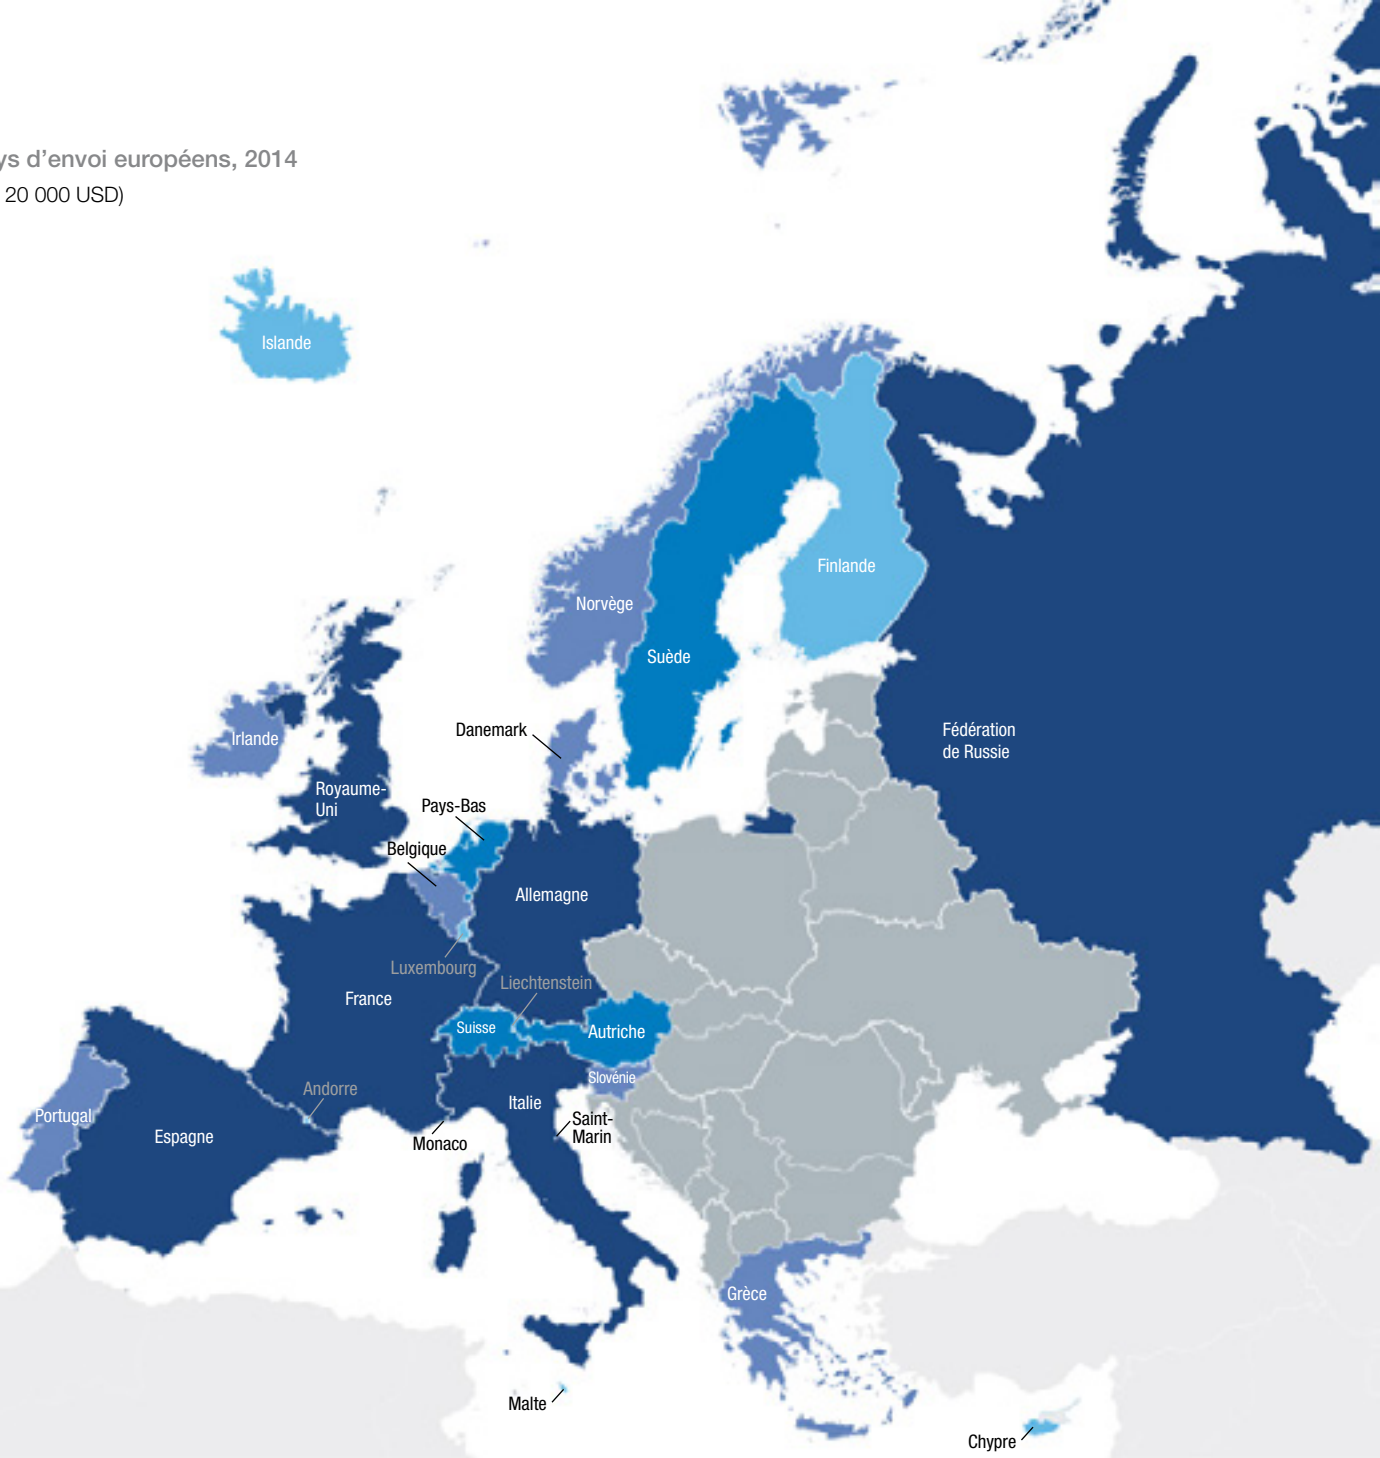 ys d’envoi européens, 2014
20 000 USD)
Islande
Finlande
Norvège
Suède
Danemark
Irlande
Fédération
de Russie
Royaume-
Uni
Pays-Bas
Belgique
Allemagne
Luxembourg
Liechtenstein
France
Suisse
Autriche
Slovénie
Andorre
Italie
Portugal
Espagne
Monaco
Saint-
Marin
Grèce
Malte
Chypre